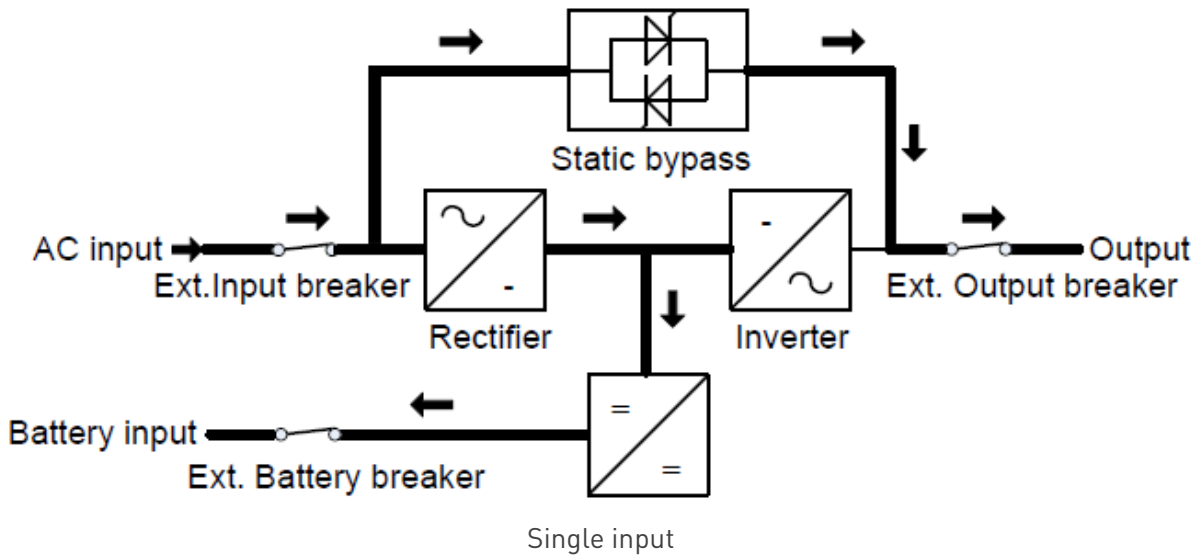 Static bypass
AC input
Ext.Input breaker
Rectifier
Inverter
Output
Ext. Output breaker
Battery input
Ext. Battery breaker
Single input